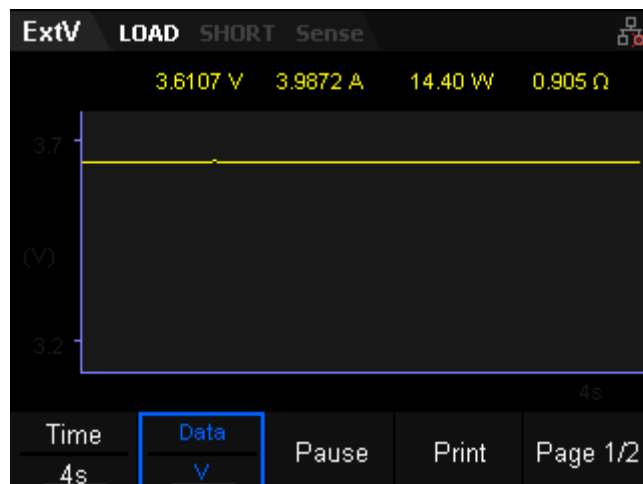 ExtV LOAD SHORT Sense
3.6107 V 3.9872 A 14.40 W 0.905 Ω
3.7
(V)
3.2
4s
Time Data Pause Print Page 1/2
4s V